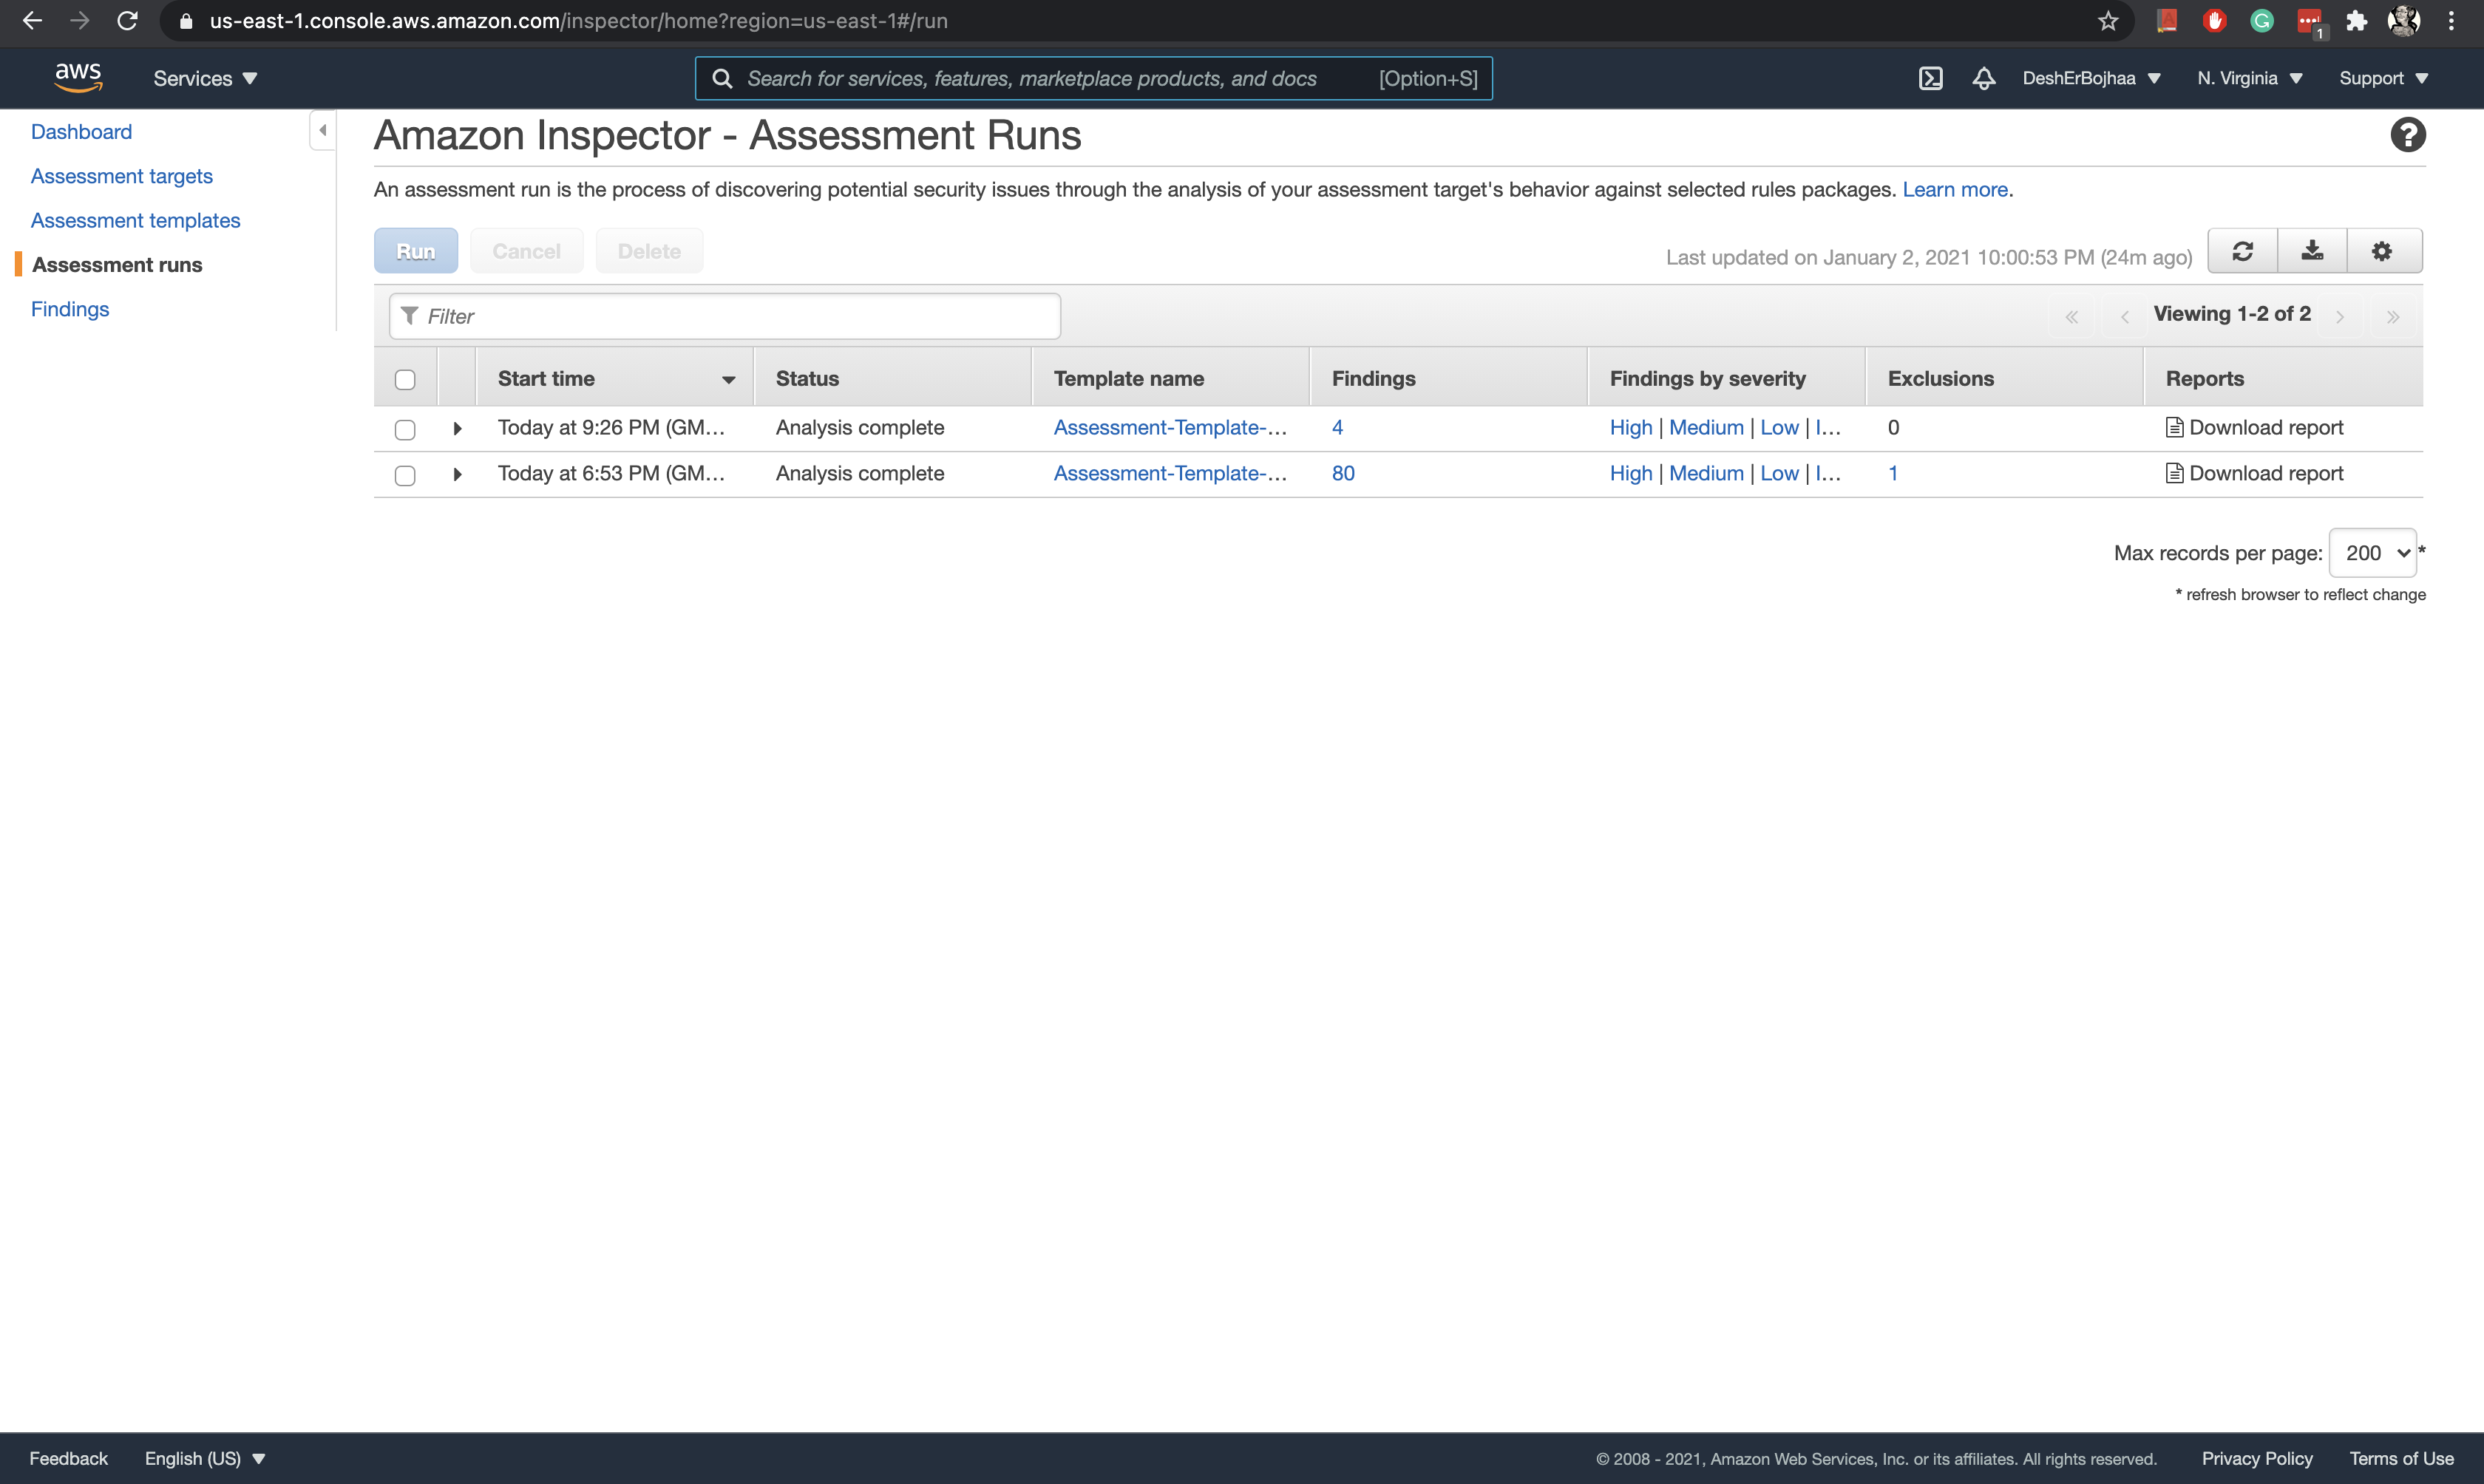 us-east-1.console.aws.amazon.com/inspector/home?region=us-east-1#/run
1
aws Services Search for services, features, marketplace products, and docs [Option+S] DeshErBojhaa N. Virginia Support
Dashboard
Assessment targets
Assessment templates
Assessment runs
Findings
Amazon Inspector - Assessment Runs
An assessment run is the process of discovering potential security issues through the analysis of your assessment target's behavior against selected rules packages. Learn more.
Run Cancel Delete Last updated on January 2, 2021 10:00:53 PM (24m ago)
Filter « ‹ Viewing 1-2 of 2 › »
Start time Status Template name Findings Findings by severity Exclusions Reports
Today at 9:26 PM (GM... Analysis complete Assessment-Template-... 4 High | Medium | Low | I... 0 Download report
Today at 6:53 PM (GM... Analysis complete Assessment-Template-... 80 High | Medium | Low | I... 1 Download report
Max records per page: 200 *
* refresh browser to reflect change
Feedback English (US) © 2008 - 2021, Amazon Web Services, Inc. or its affiliates. All rights reserved. Privacy Policy Terms of Use